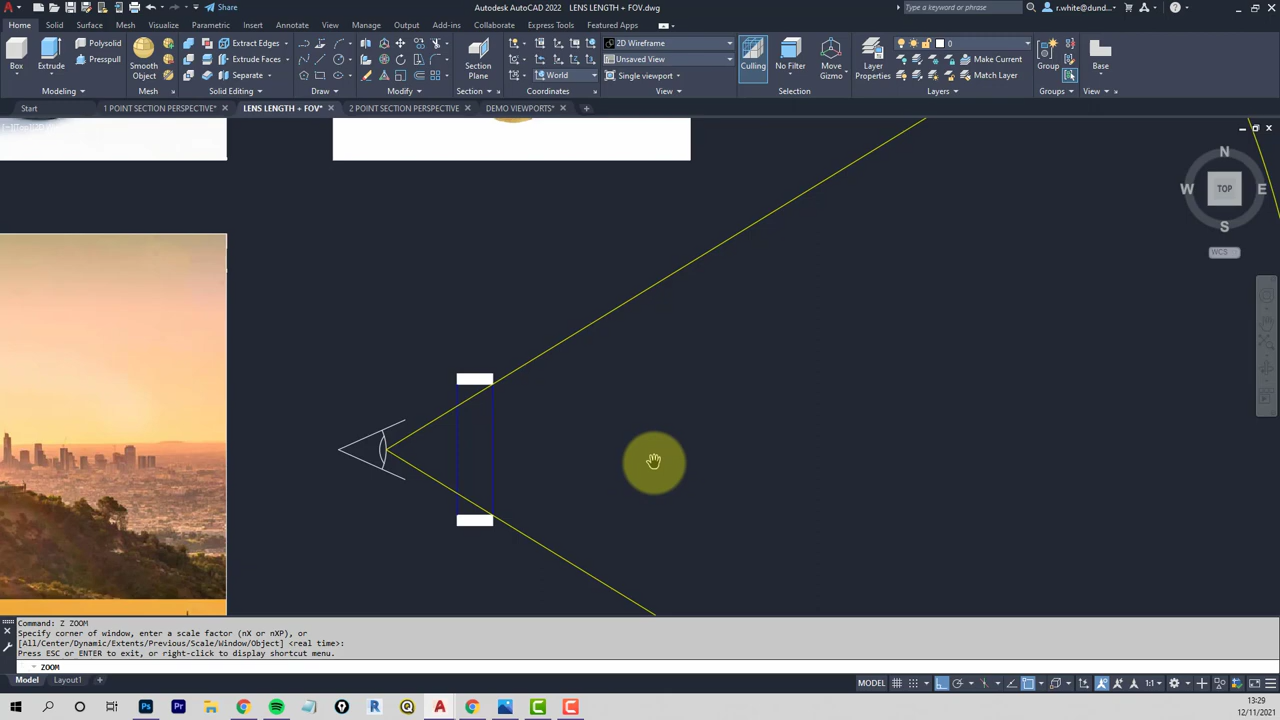 Share
Autodesk AutoCAD 2022 LENS LENGTH + FOV.dwg
Type a keyword or phrase
r.white@dund...
Home Solid Surface Mesh Visualize Parametric Insert Annotate View Manage Output Add-ins Collaborate Express Tools Featured Apps
Box
Extrude
Polysolid
Presspull
Smooth Object
Extrude Edges
Extract Edges
Extrude Faces
Separate
Section Plane
World
2D Wireframe
Unsaved View
Single viewport
Culling
No Filter
Move Gizmo
Layer Properties
0
Make Current
Match Layer
Group
Base
Modeling
Mesh
Solid Editing
Draw
Modify
Section
Coordinates
View
Selection
Layers
Groups
View
Start
1 POINT SECTION PERSPECTIVE*
LENS LENGTH + FOV*
2 POINT SECTION PERSPECTIVE
DEMO VIEWPORTS*
N
W TOP E
S
WCS
Command: Z ZOOM
Specify corner of window, enter a scale factor (nX or nXP), or
[All/Center/Dynamic/Extents/Previous/Scale/Window/Object] <real time>:
Press ESC or ENTER to exit, or right-click to display shortcut menu.
ZOOM
Model Layout1
MODEL
1:1
Ps
Pr
R
A
13:29
12/11/2021